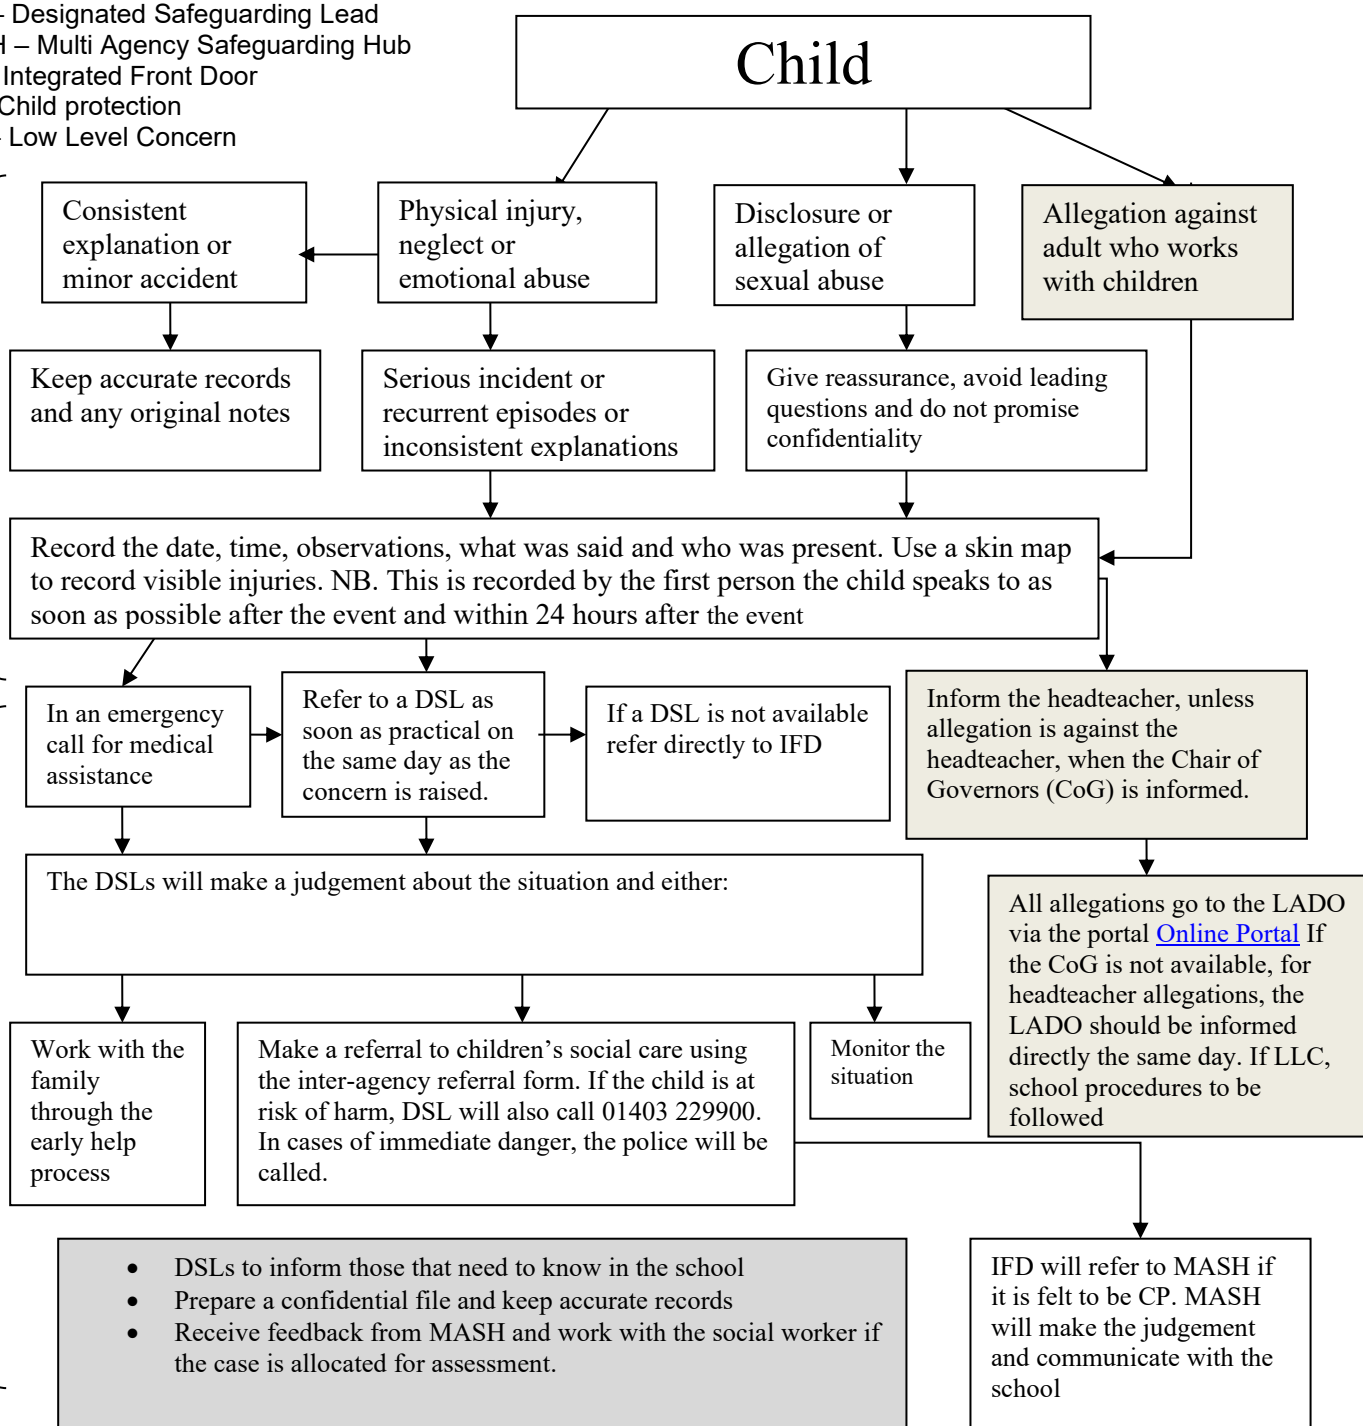 – Designated Safeguarding Lead
H – Multi Agency Safeguarding Hub
Integrated Front Door
Child protection
- Low Level Concern
Child
Consistent
explanation or
minor accident
Physical injury,
neglect or
emotional abuse
Disclosure or
allegation of
sexual abuse
Allegation against
adult who works
with children
Keep accurate records
and any original notes
Serious incident or
recurrent episodes or
inconsistent explanations
Give reassurance, avoid leading
questions and do not promise
confidentiality
Record the date, time, observations, what was said and who was present. Use a skin map
to record visible injuries. NB. This is recorded by the first person the child speaks to as
soon as possible after the event and within 24 hours after the event
In an emergency
call for medical
assistance
Refer to a DSL as
soon as practical on
the same day as the
concern is raised.
If a DSL is not available
refer directly to IFD
Inform the headteacher, unless
allegation is against the
headteacher, when the Chair of
Governors (CoG) is informed.
The DSLs will make a judgement about the situation and either:
All allegations go to the LADO
via the portal Online Portal If
the CoG is not available, for
headteacher allegations, the
LADO should be informed
directly the same day. If LLC,
school procedures to be
followed
Work with the
family
through the
early help
process
Make a referral to children’s social care using
the inter-agency referral form. If the child is at
risk of harm, DSL will also call 01403 229900.
In cases of immediate danger, the police will be
called.
Monitor the
situation
• DSLs to inform those that need to know in the school
• Prepare a confidential file and keep accurate records
• Receive feedback from MASH and work with the social worker if
the case is allocated for assessment.
IFD will refer to MASH if
it is felt to be CP. MASH
will make the judgement
and communicate with the
school